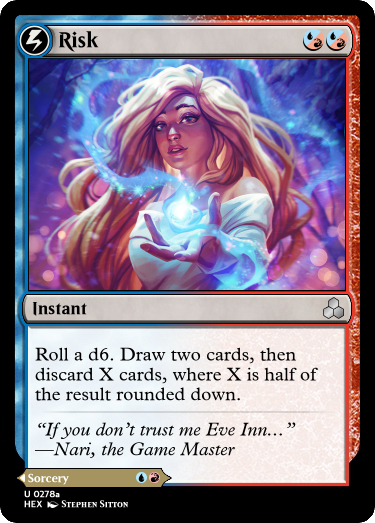 Risk
Instant
Roll a d6. Draw two cards, then
discard X cards, where X is half of
the result rounded down.
“If you don’t trust me Eve Inn…”
—Nari, the Game Master
Sorcery
U 0278a
HEX Stephen Sitton